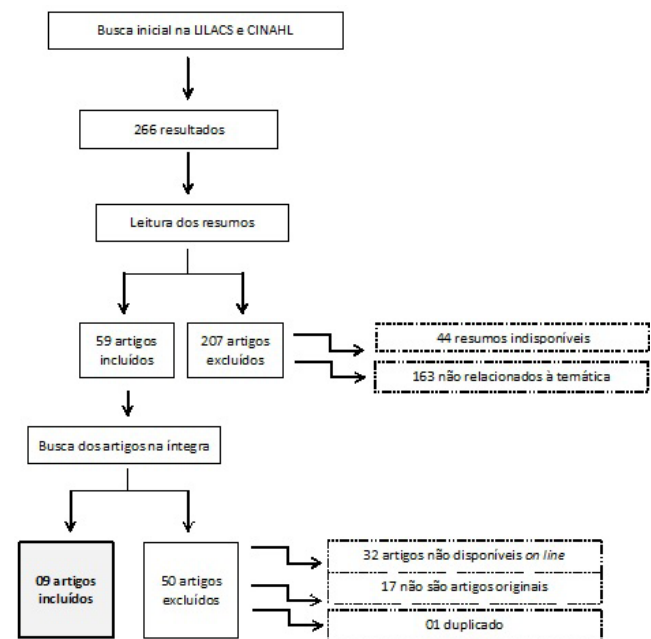 Busca inicial na LILACS e CINAHL
266 resultados
Leitura dos resumos
59 artigos
incluídos
207 artigos
excluídos
44 resumos indisponíveis
163 não relacionados à temática
Busca dos artigos na íntegra
09 artigos
incluídos
50 artigos
excluídos
32 artigos não disponíveis on line
17 não são artigos originais
01 duplicado